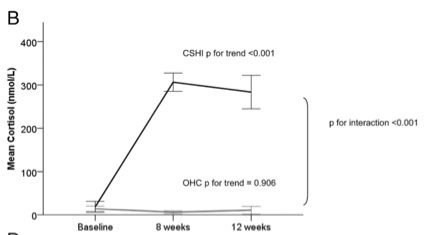 B
400
CSHI p for trend <0.001
300
Mean Cortisol (nmol/L)
p for interaction <0.001
200
100
OHC p for trend = 0.906
0
Baseline 8 weeks 12 weeks